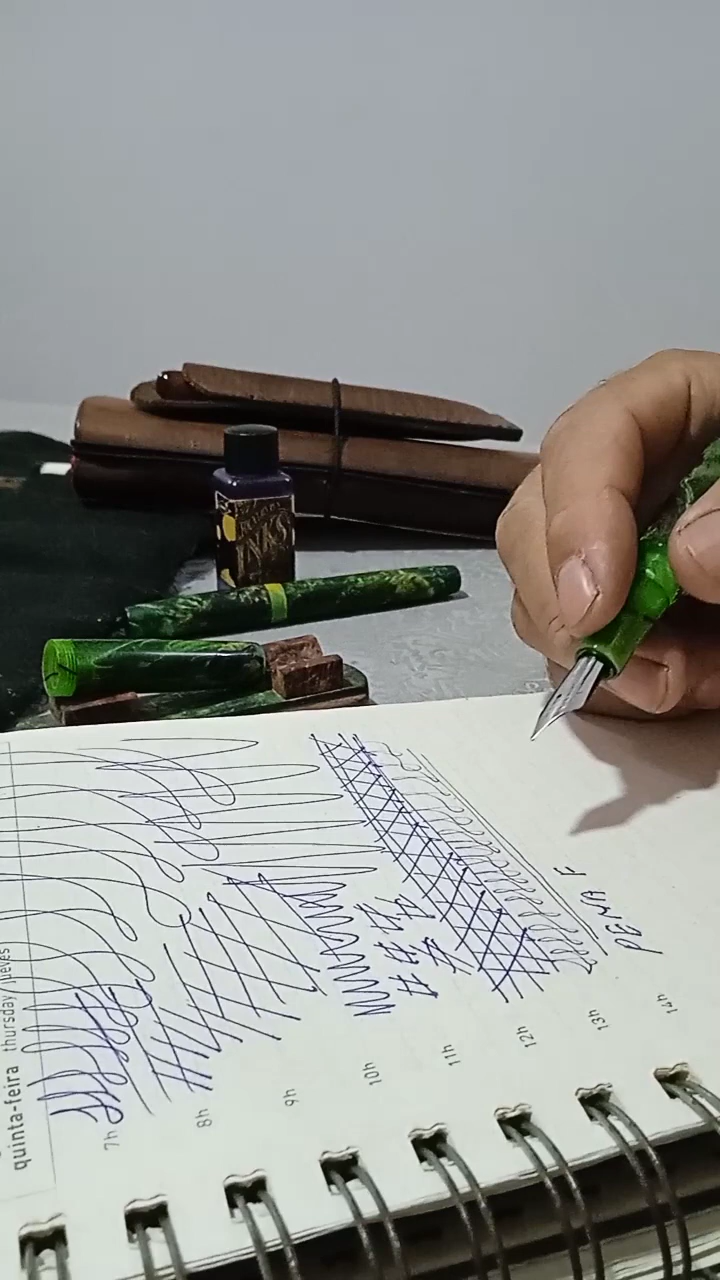 quinta-feira thursday/jueves
7h
8h
9h
10h
11h
12h
13h
14h
PENA F
INKS